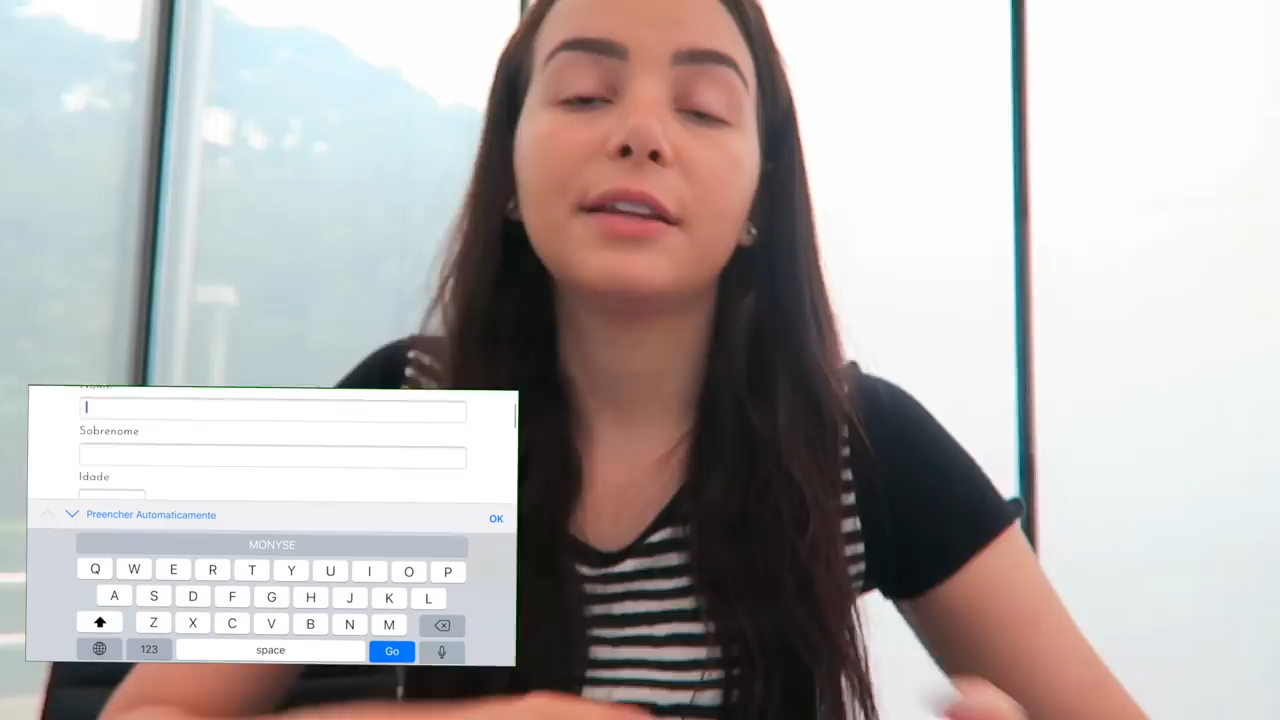 Sobrenome
Idade
Preencher Automaticamente
OK
MONYSE
Q W E R T Y U I O P
A S D F G H J K L
Z X C V B N M
123 space Go